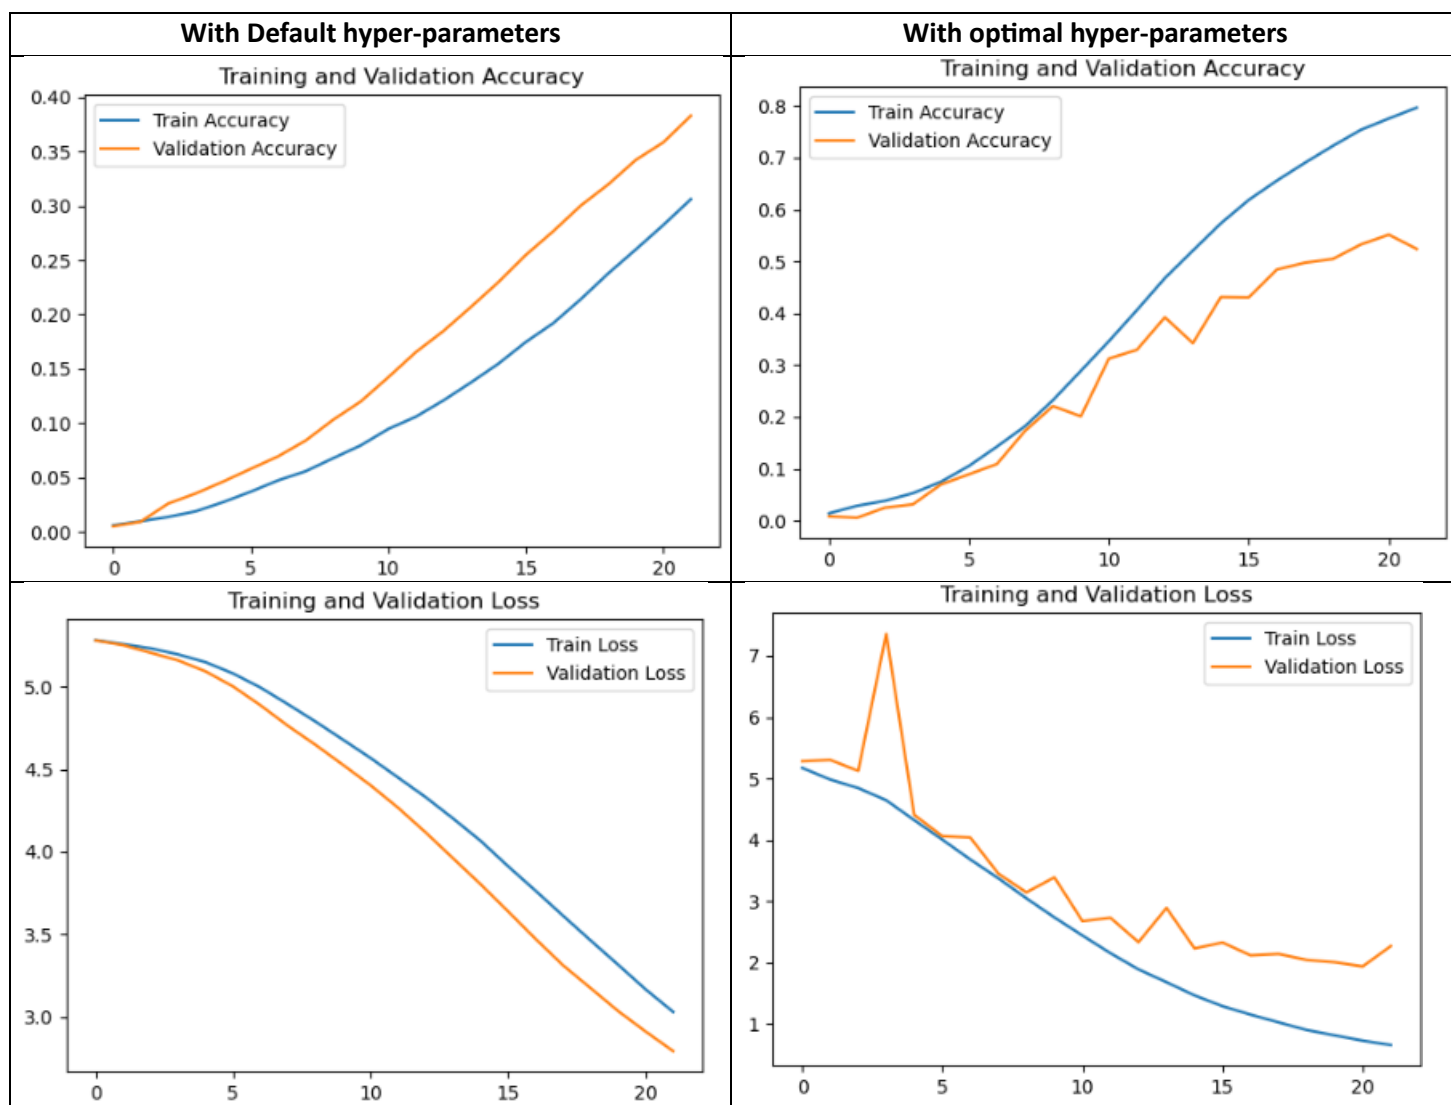 With Default hyper-parameters
With optimal hyper-parameters
Training and Validation Accuracy
0.40
0.35
0.30
0.25
0.20
0.15
0.10
0.05
0.00
Train Accuracy
Validation Accuracy
0 5 10 15 20
Training and Validation Accuracy
0.8
0.7
0.6
0.5
0.4
0.3
0.2
0.1
0.0
Train Accuracy
Validation Accuracy
0 5 10 15 20
Training and Validation Loss
5.0
4.5
4.0
3.5
3.0
Train Loss
Validation Loss
0 5 10 15 20
Training and Validation Loss
7
6
5
4
3
2
1
Train Loss
Validation Loss
0 5 10 15 20